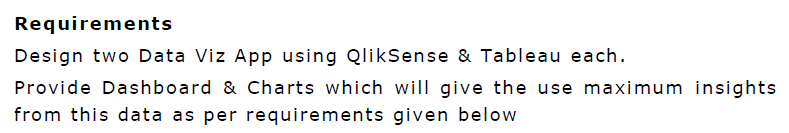 Requirements
Design two Data Viz App using QlikSense & Tableau each.
Provide Dashboard & Charts which will give the use maximum insights
from this data as per requirements given below